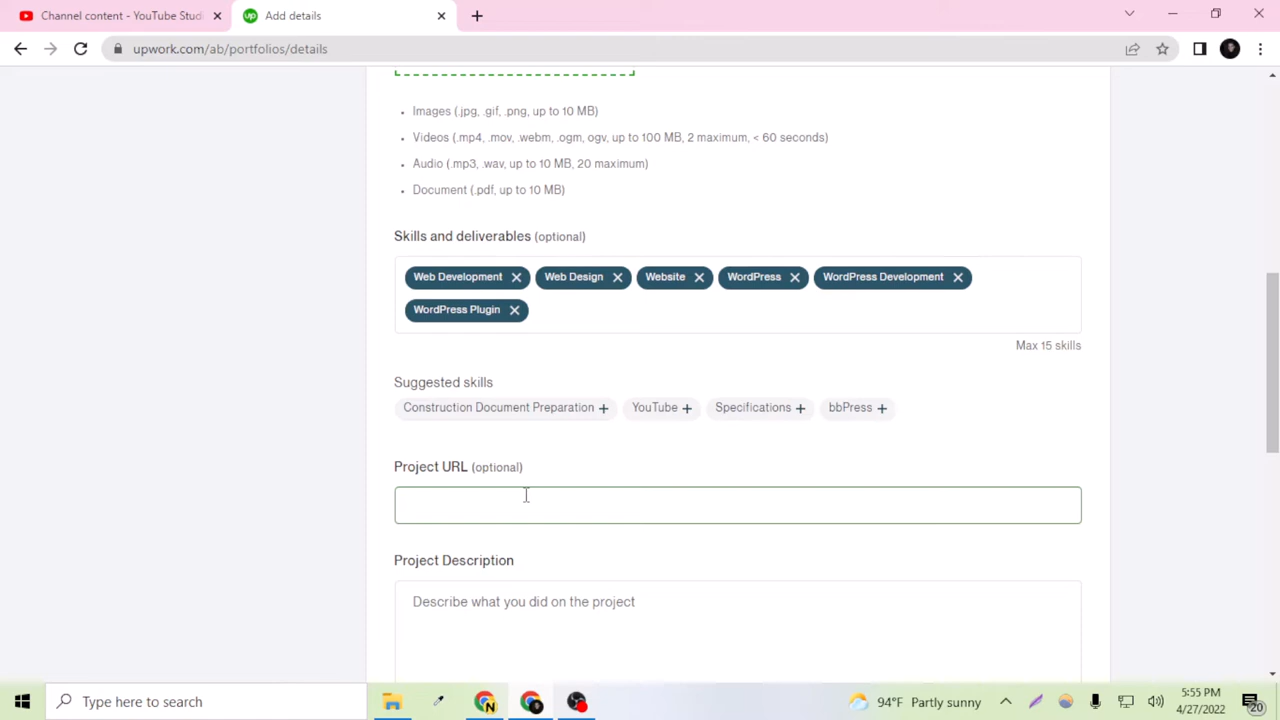 Channel content - YouTube Studi
Add details
upwork.com/ab/portfolios/details
Images (.jpg, .gif, .png, up to 10 MB)
Videos (.mp4, .mov, .webm, .ogm, ogv, up to 100 MB, 2 maximum, < 60 seconds)
Audio (.mp3, .wav, up to 10 MB, 20 maximum)
Document (.pdf, up to 10 MB)
Skills and deliverables (optional)
Web Development Web Design Website WordPress WordPress Development
WordPress Plugin
Max 15 skills
Suggested skills
Construction Document Preparation YouTube Specifications bbPress
Project URL (optional)
Project Description
Describe what you did on the project
Type here to search
94°F Partly sunny
5:55 PM
4/27/2022
20